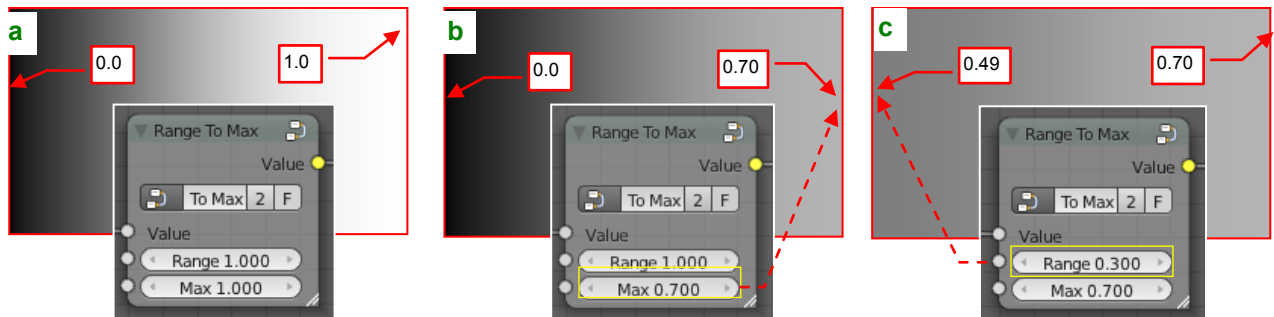 a
0.0
1.0
Range To Max
Value
To Max 2 F
Value
Range 1.000
Max 1.000
b
0.0
0.70
Range To Max
Value
To Max 2 F
Value
Range 1.000
Max 0.700
c
0.49
0.70
Range To Max
Value
To Max 2 F
Value
Range 0.300
Max 0.700